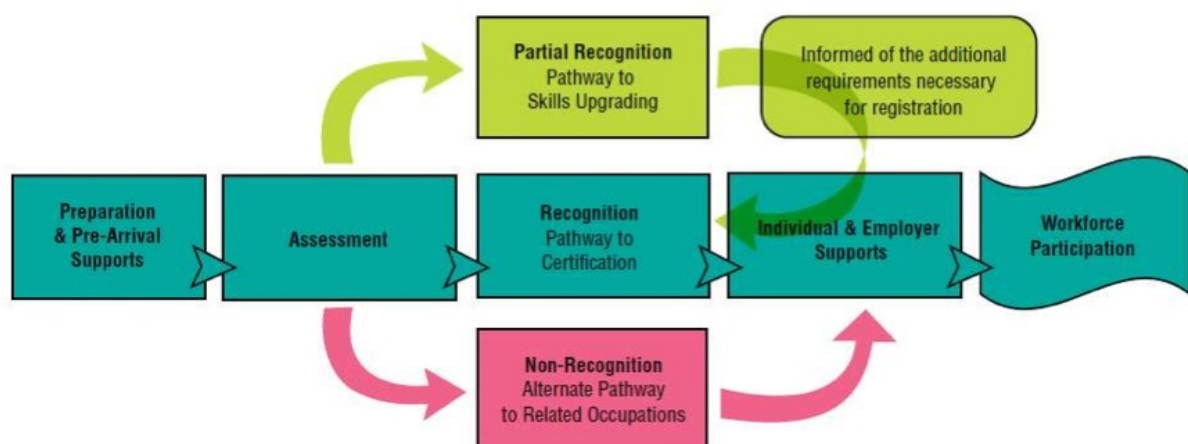 Partial Recognition
Pathway to
Skills Upgrading
Informed of the additional
requirements necessary
for registration
Preparation
& Pre-Arrival
Supports
Assessment
Recognition
Pathway to
Certification
Individual & Employer
Supports
Workforce
Participation
Non-Recognition
Alternate Pathway
to Related Occupations